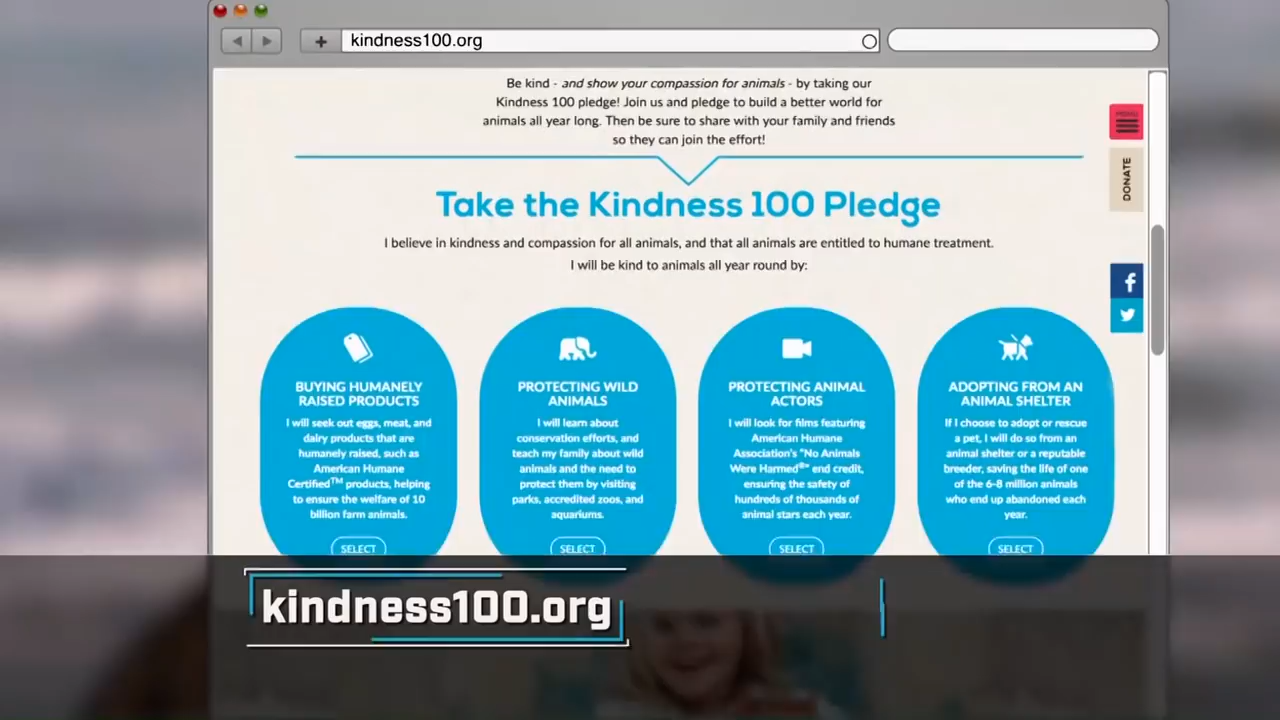 kindness100.org
Be kind - and show your compassion for animals - by taking our
Kindness 100 pledge! Join us and pledge to build a better world for
animals all year long. Then be sure to share with your family and friends
so they can join the effort!
MENU
DONATE
Take the Kindness 100 Pledge
I believe in kindness and compassion for all animals, and that all animals are entitled to humane treatment.
I will be kind to animals all year round by:
BUYING HUMANELY
RAISED PRODUCTS
I will seek out eggs, meat, and
dairy products that are
humanely raised, such as
American Humane
Certified™ products, helping
to ensure the welfare of 10
billion farm animals.
SELECT
PROTECTING WILD
ANIMALS
I will learn about
conservation efforts, and
teach my family about wild
animals and the need to
protect them by visiting
parks, accredited zoos, and
aquariums.
SELECT
PROTECTING ANIMAL
ACTORS
I will look for films featuring
American Humane
Association's "No Animals
Were Harmed®" end credit,
ensuring the safety of
hundreds of thousands of
animal stars each year.
SELECT
ADOPTING FROM AN
ANIMAL SHELTER
If I choose to adopt or rescue
a pet, I will do so from an
animal shelter or a reputable
breeder, saving the life of one
of the 6-8 million animals
who end up abandoned each
year.
SELECT
kindness100.org